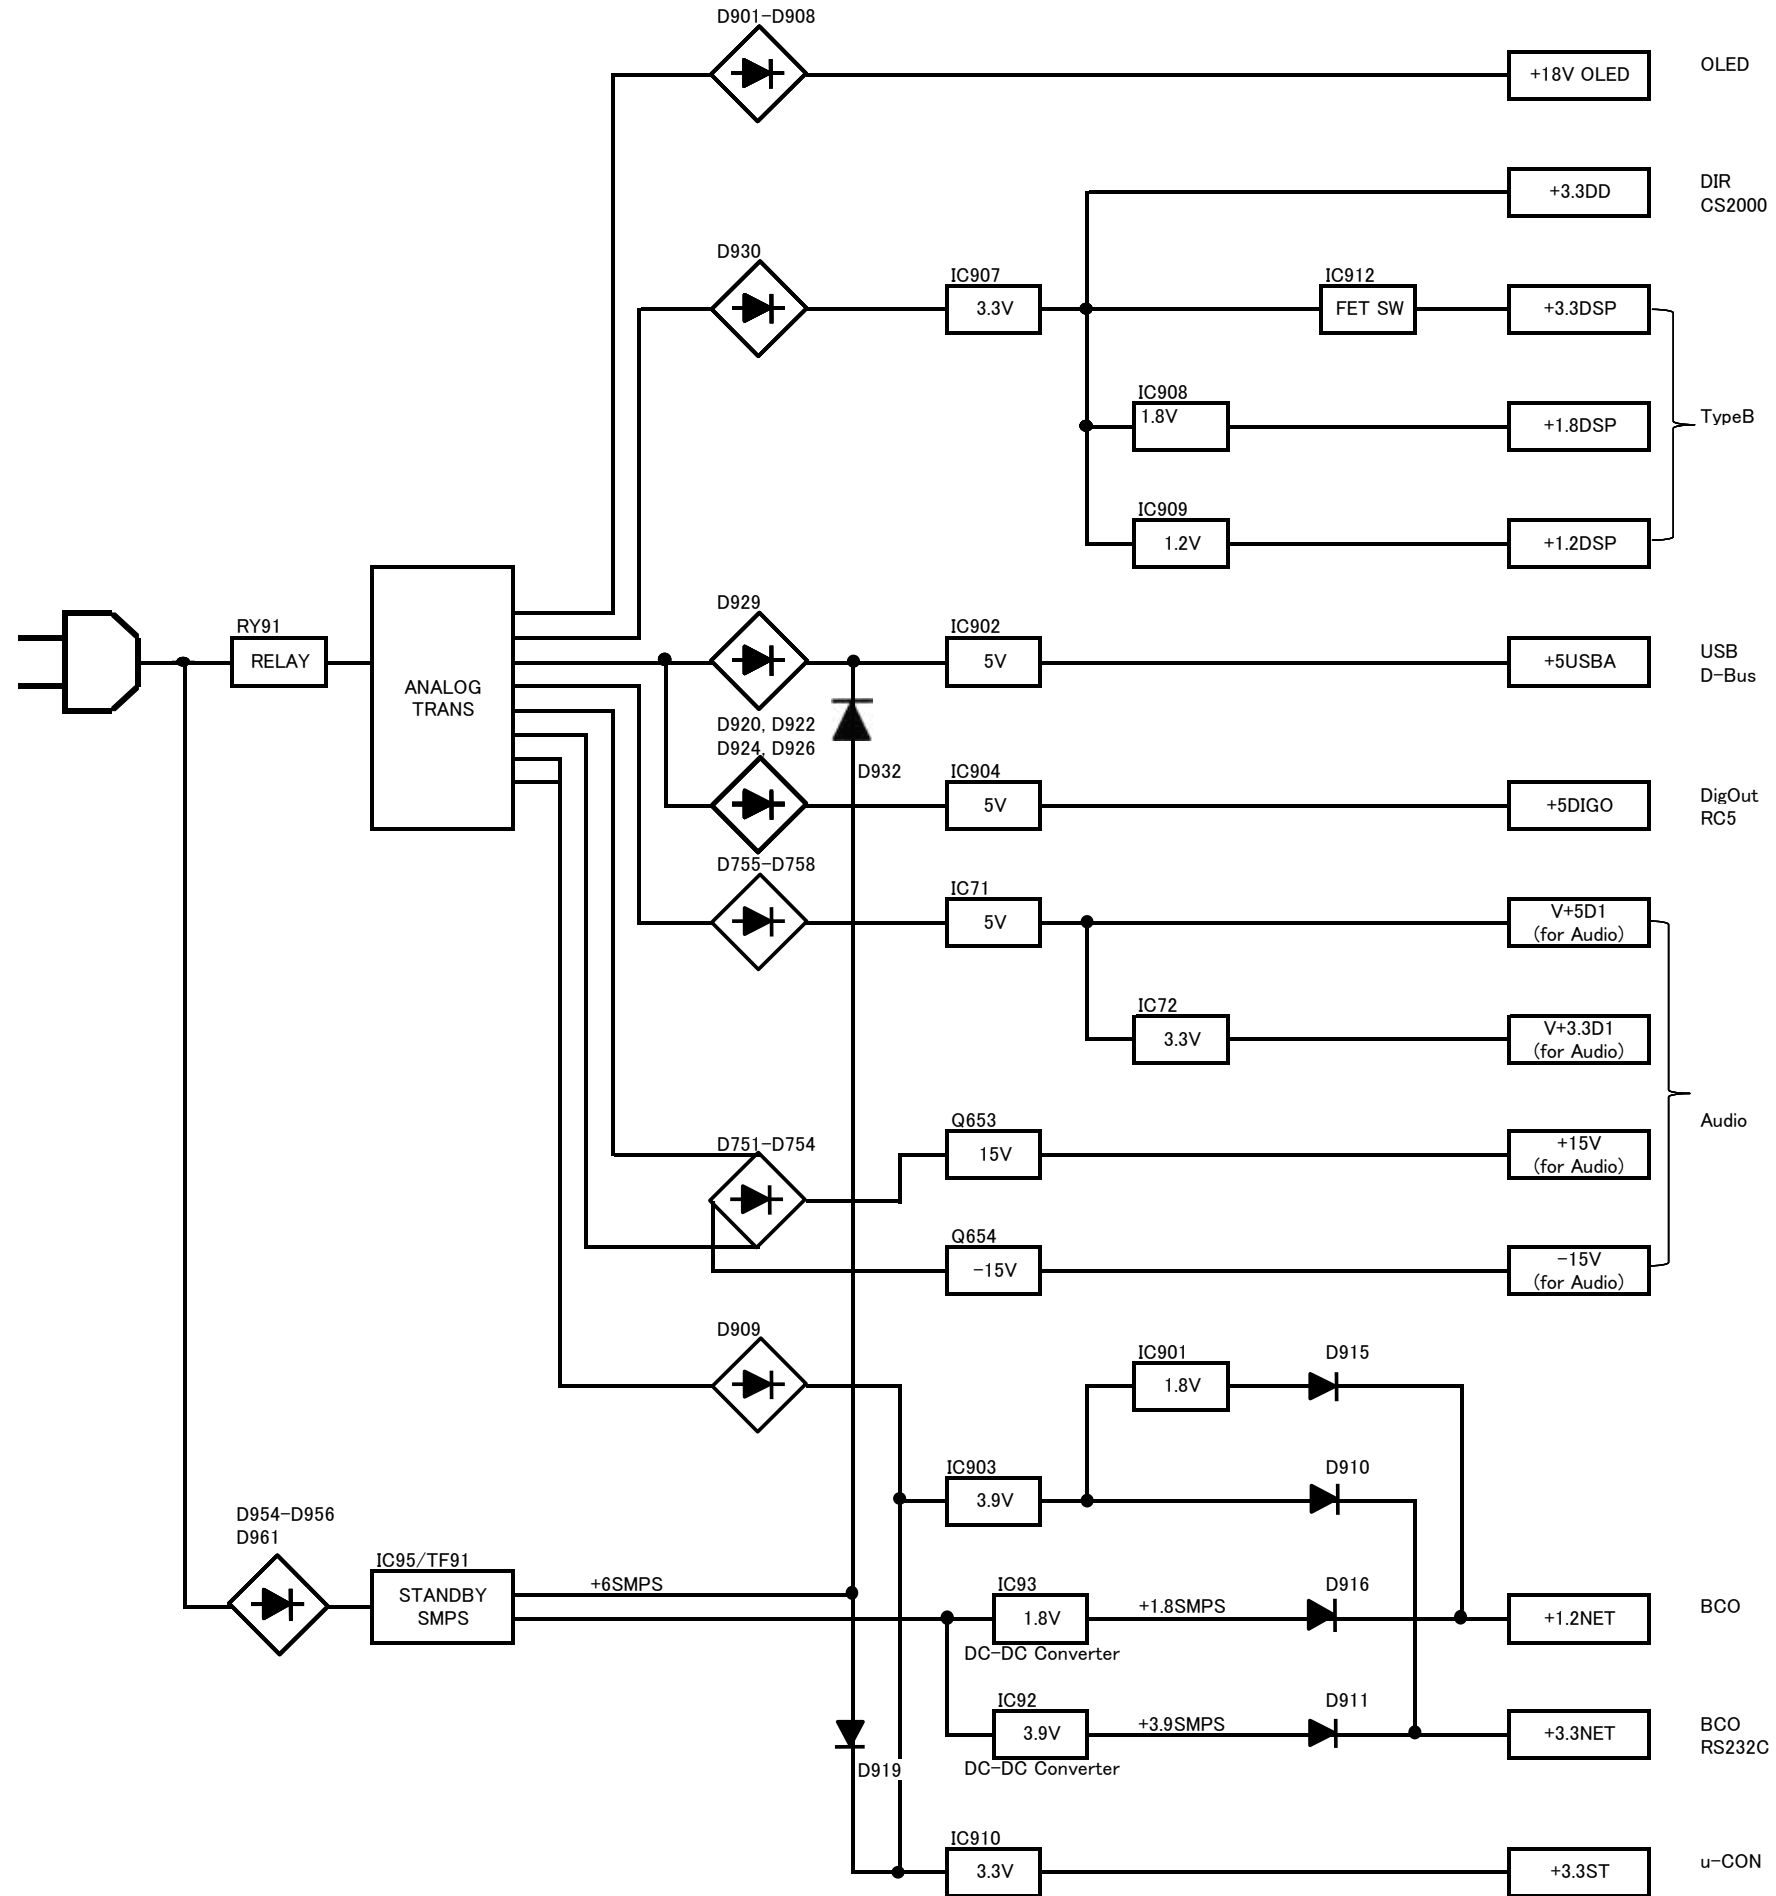 D901-D908
+18V OLED
OLED
+3.3DD
DIR
CS2000
D930
IC907
3.3V
IC912
FET SW
+3.3DSP
IC908
1.8V
+1.8DSP
TypeB
IC909
1.2V
+1.2DSP
RY91
RELAY
ANALOG
TRANS
D929
IC902
5V
+5USBA
USB
D-Bus
D920, D922
D924, D926
D932
IC904
5V
+5DIGO
DigOut
RC5
D755-D758
IC71
5V
V+5D1
(for Audio)
IC72
3.3V
V+3.3D1
(for Audio)
Audio
D751-D754
Q653
15V
+15V
(for Audio)
Q654
-15V
-15V
(for Audio)
D909
IC901
1.8V
D915
IC903
3.9V
D910
D954-D956
D961
IC95/TF91
STANDBY
SMPS
+6SMPS
IC93
1.8V
DC-DC Converter
+1.8SMPS
D916
+1.2NET
BCO
IC92
3.9V
DC-DC Converter
+3.9SMPS
D911
+3.3NET
BCO
RS232C
D919
IC910
3.3V
+3.3ST
u-CON